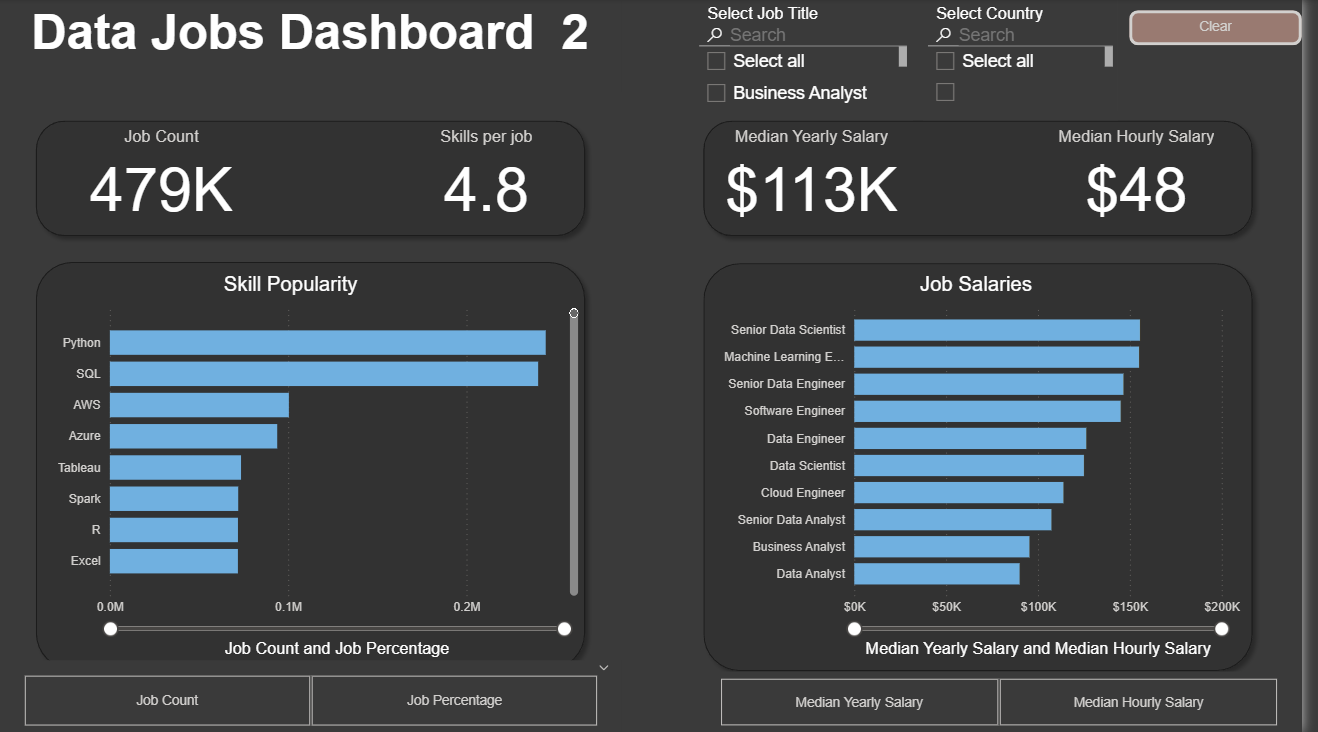 Data Jobs Dashboard 2
Select Job Title
Search
Select all
Business Analyst
Select Country
Search
Select all
Clear
Job Count
479K
Skills per job
4.8
Median Yearly Salary
$113K
Median Hourly Salary
$48
Skill Popularity
Python
SQL
AWS
Azure
Tableau
Spark
R
Excel
0.0M 0.1M 0.2M
Job Count and Job Percentage
Job Count
Job Percentage
Job Salaries
Senior Data Scientist
Machine Learning E...
Senior Data Engineer
Software Engineer
Data Engineer
Data Scientist
Cloud Engineer
Senior Data Analyst
Business Analyst
Data Analyst
$0K $50K $100K $150K $200K
Median Yearly Salary and Median Hourly Salary
Median Yearly Salary
Median Hourly Salary